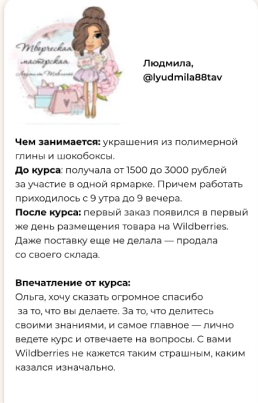 Творческая
мастерская
Людмила,
@lyudmila88tav
Чем занимается: украшения из полимерной
глины и шокобоксы.
До курса: получала от 1500 до 3000 рублей
за участие в одной ярмарке. Причем работать
приходилось с 9 утра до 9 вечера.
После курса: первый заказ появился в первый
же день размещения товара на Wildberries.
Даже поставку еще не делала — продала
со своего склада.
Впечатление от курса:
Ольга, хочу сказать огромное спасибо
за то, что вы делаете. За то, что делитесь
своими знаниями, и самое главное — лично
ведете курс и отвечаете на вопросы. С вами
Wildberries не кажется таким страшным, каким
казался изначально.